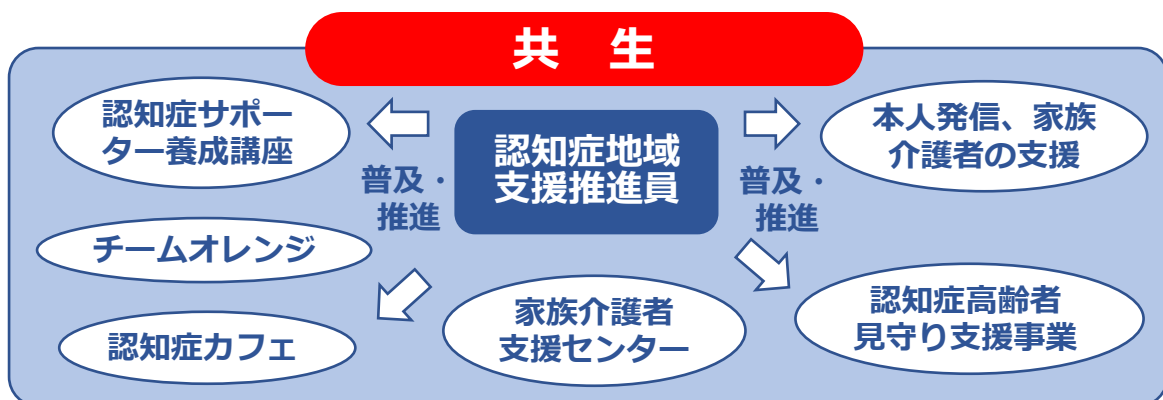 共　生
認知症サポー
ター養成講座
認知症地域
支援推進員
本人発信、家族
介護者の支援
普及・
推進
普及・
推進
チームオレンジ
認知症カフェ
家族介護者
支援センター
認知症高齢者
見守り支援事業